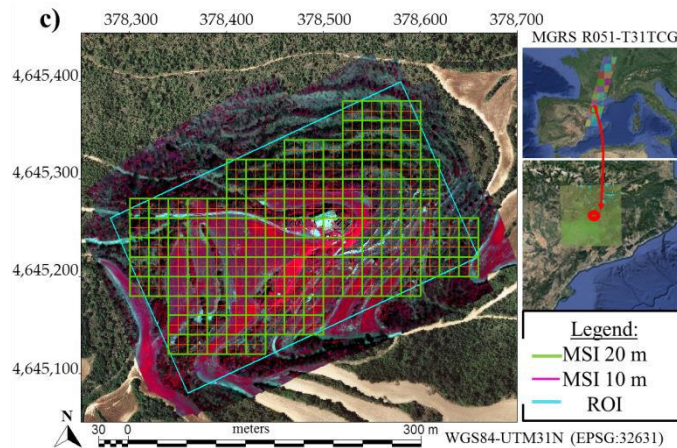 c)
378,300 378,400 378,500 378,600 378,700
MGRS R051-T31TCG
4,645,400
4,645,300
4,645,200
4,645,100
Legend:
MSI 20 m
MSI 10 m
ROI
N
30 0 meters 300 m
WGS84-UTM31N (EPSG:32631)